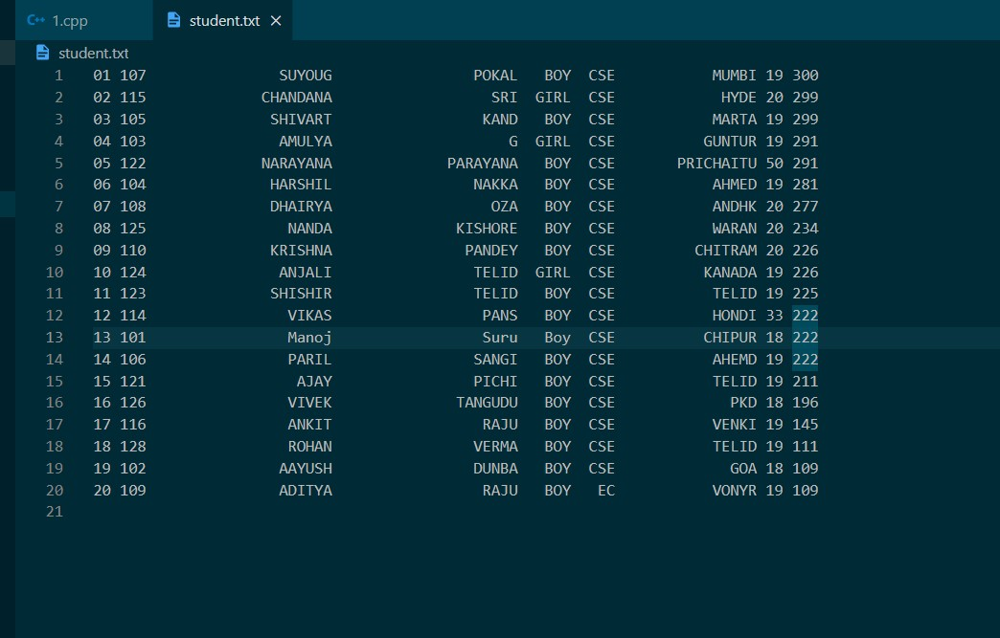 C++ 1.cpp student.txt ×
student.txt
1 01 107 SUYOUG POKAL BOY CSE MUMBI 19 300
2 02 115 CHANDANA SRI GIRL CSE HYDE 20 299
3 03 105 SHIVART KAND BOY CSE MARTA 19 299
4 04 103 AMULYA G GIRL CSE GUNTUR 19 291
5 05 122 NARAYANA PARAYANA BOY CSE PRICHAITU 50 291
6 06 104 HARSHIL NAKKA BOY CSE AHMED 19 281
7 07 108 DHAIRYA OZA BOY CSE ANDHK 20 277
8 08 125 NANDA KISHORE BOY CSE WARAN 20 234
9 09 110 KRISHNA PANDEY BOY CSE CHITRAM 20 226
10 10 124 ANJALI TELID GIRL CSE KANADA 19 226
11 11 123 SHISHIR TELID BOY CSE TELID 19 225
12 12 114 VIKAS PANS BOY CSE HONDI 33 222
13 13 101 Manoj Suru Boy CSE CHIPUR 18 222
14 14 106 PARIL SANGI BOY CSE AHEMD 19 222
15 15 121 AJAY PICHI BOY CSE TELID 19 211
16 16 126 VIVEK TANGUDU BOY CSE PKD 18 196
17 17 116 ANKIT RAJU BOY CSE VENKI 19 145
18 18 128 ROHAN VERMA BOY CSE TELID 19 111
19 19 102 AAYUSH DUNBA BOY CSE GOA 18 109
20 20 109 ADITYA RAJU BOY EC VONYR 19 109
21